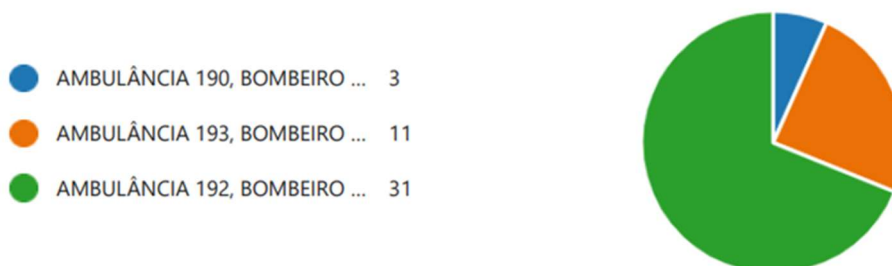 AMBULÂNCIA 190, BOMBEIRO ... 3
AMBULÂNCIA 193, BOMBEIRO ... 11
AMBULÂNCIA 192, BOMBEIRO ... 31